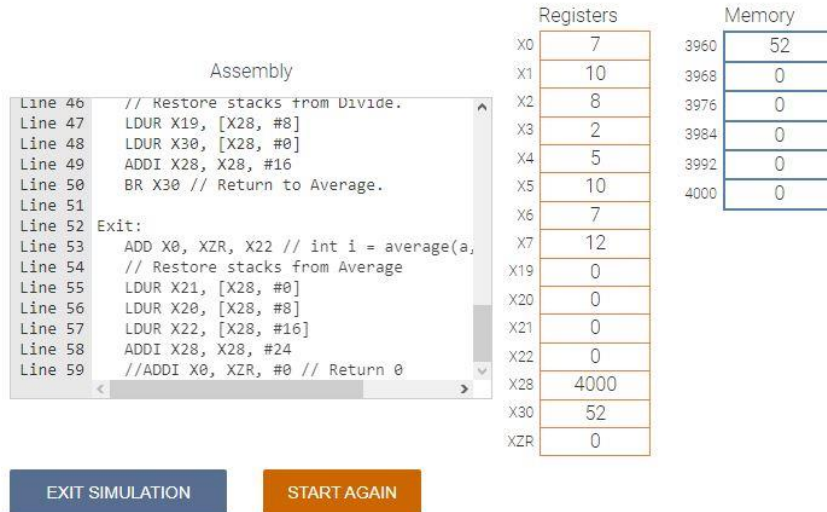 Assembly
Line 46 // Restore stacks from Divide.
Line 47 LDUR X19, [X28, #8]
Line 48 LDUR X30, [X28, #0]
Line 49 ADDI X28, X28, #16
Line 50 BR X30 // Return to Average.
Line 51
Line 52 Exit:
Line 53 ADD X0, XZR, X22 // int i = average(a,
Line 54 // Restore stacks from Average
Line 55 LDUR X21, [X28, #0]
Line 56 LDUR X20, [X28, #8]
Line 57 LDUR X22, [X28, #16]
Line 58 ADDI X28, X28, #24
Line 59 //ADDI X0, XZR, #0 // Return 0
Registers
X0 7
X1 10
X2 8
X3 2
X4 5
X5 10
X6 7
X7 12
X19 0
X20 0
X21 0
X22 0
X28 4000
X30 52
XZR 0
Memory
3960 52
3968 0
3976 0
3984 0
3992 0
4000 0
EXIT SIMULATION
START AGAIN